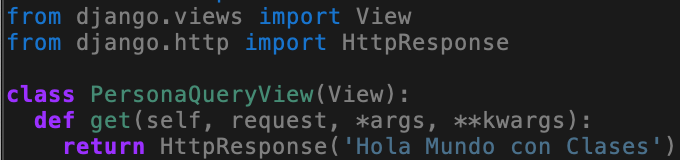 from django.views import View
from django.http import HttpResponse
class PersonaQueryView(View):
def get(self, request, *args, **kwargs):
return HttpResponse('Hola Mundo con Clases')